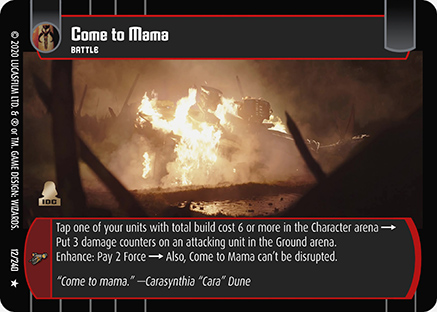 Come to Mama
BATTLE
© 2020 LUCASFILM LTD. & ® OR TM. GAME DESIGN: WIZARDS.
IDC
Tap one of your units with total build cost 6 or more in the Character arena →
Put 3 damage counters on an attacking unit in the Ground arena.
Enhance: Pay 2 Force → Also, Come to Mama can't be disrupted.
"Come to mama." —Carasynthia "Cara" Dune
12/240